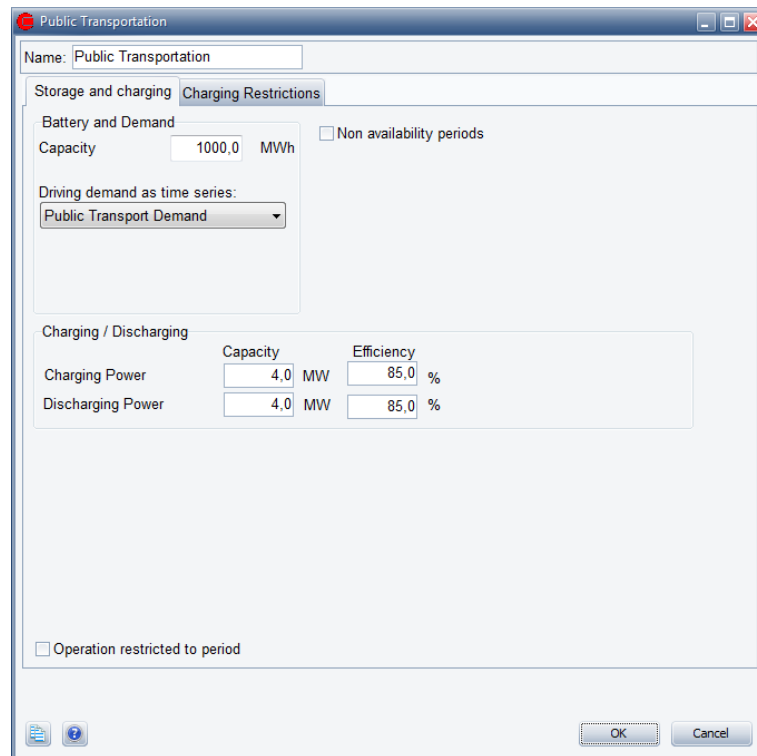 Public Transportation
Name: Public Transportation
Storage and charging Charging Restrictions
Battery and Demand
Capacity 1000,0 MWh
Non availability periods
Driving demand as time series:
Public Transport Demand
Charging / Discharging
Capacity Efficiency
Charging Power 4,0 MW 85,0 %
Discharging Power 4,0 MW 85,0 %
Operation restricted to period
OK Cancel